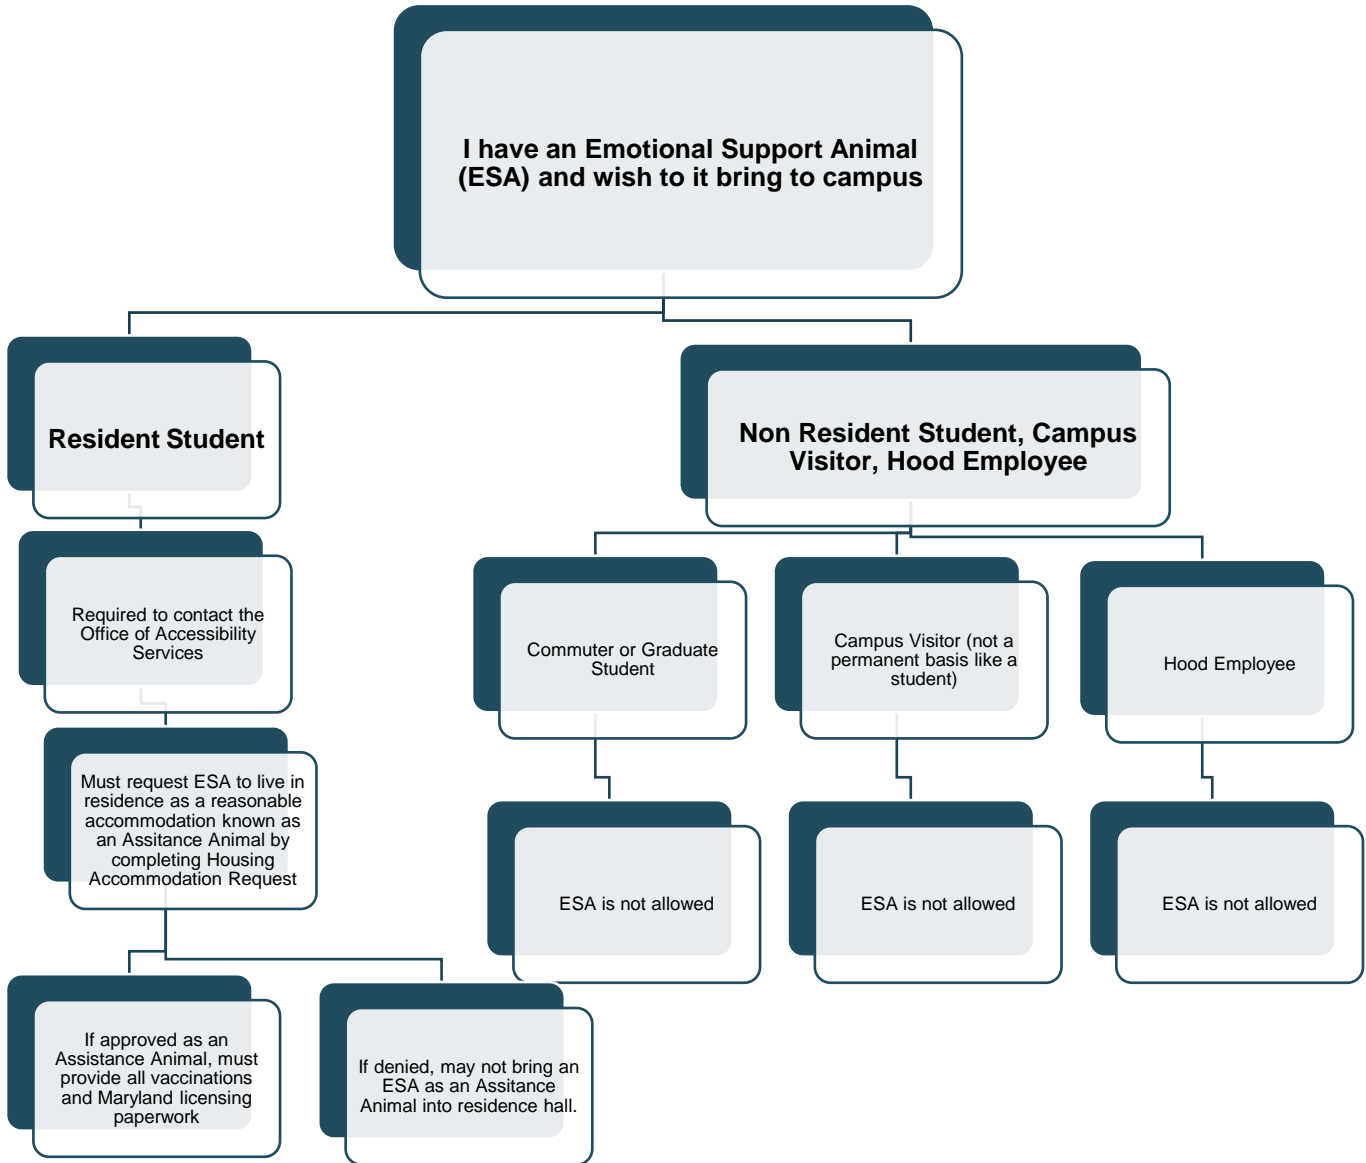 I have an Emotional Support Animal
(ESA) and wish to it bring to campus
Resident Student
Non Resident Student, Campus
Visitor, Hood Employee
Required to contact the
Office of Accessibility
Services
Commuter or Graduate
Student
Campus Visitor (not a
permanent basis like a
student)
Hood Employee
Must request ESA to live in
residence as a reasonable
accommodation known as
an Assitance Animal by
completing Housing
Accommodation Request
ESA is not allowed
ESA is not allowed
ESA is not allowed
If approved as an
Assistance Animal, must
provide all vaccinations
and Maryland licensing
paperwork
If denied, may not bring an
ESA as an Assitance
Animal into residence hall.